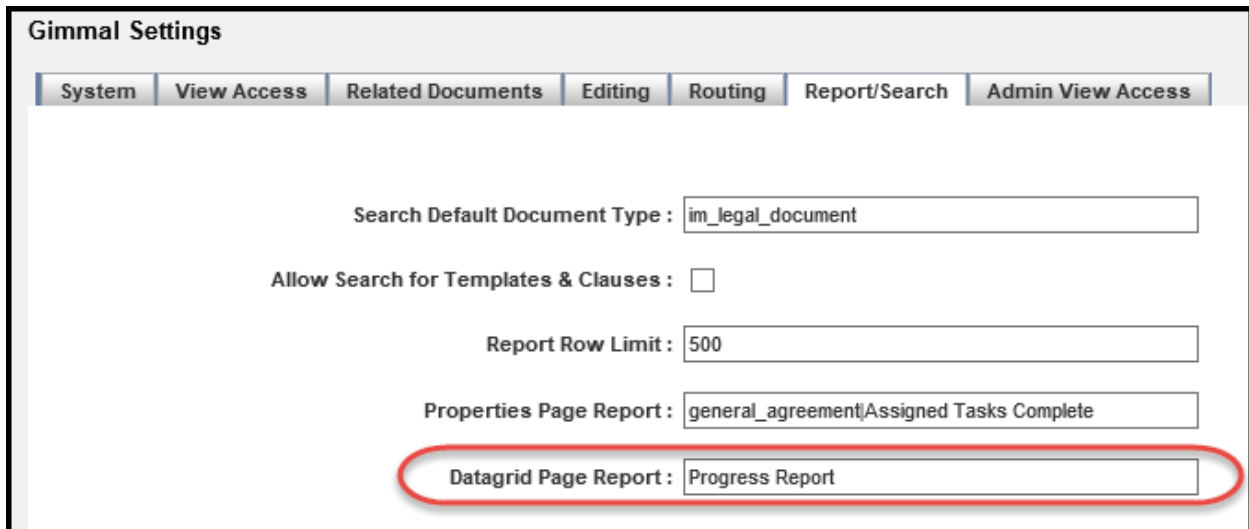 Gimmal Settings
System View Access Related Documents Editing Routing Report/Search Admin View Access
Search Default Document Type : im_legal_document
Allow Search for Templates & Clauses :
Report Row Limit : 500
Properties Page Report : general_agreement|Assigned Tasks Complete
Datagrid Page Report : Progress Report